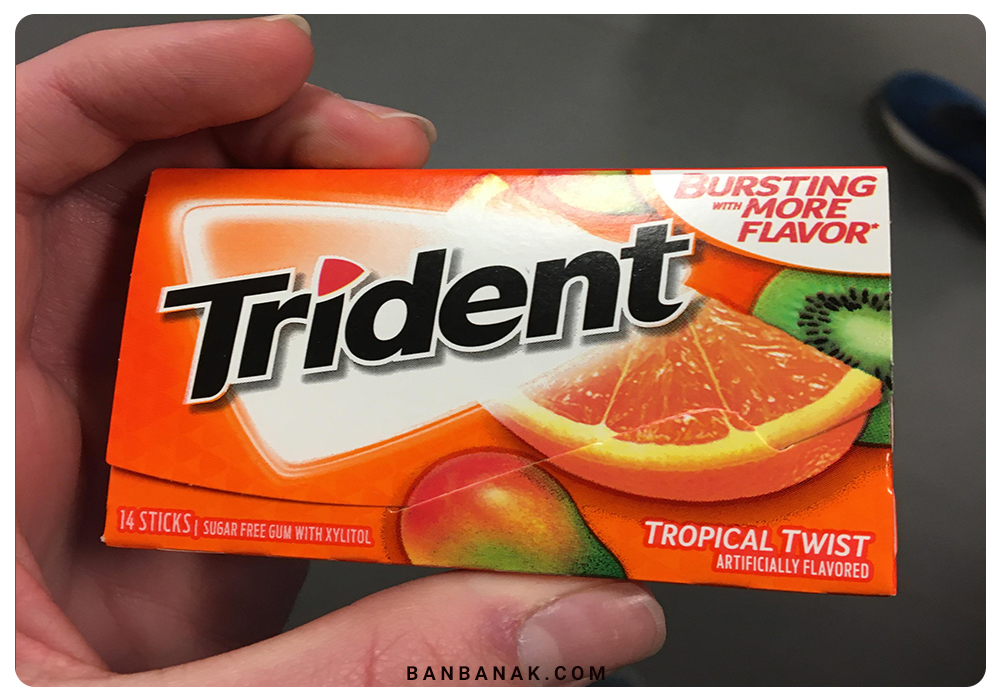 BURSTING
WITH MORE
FLAVOR*
Trident
14 STICKS | SUGAR FREE GUM WITH XYLITOL
TROPICAL TWIST
ARTIFICIALLY FLAVORED
BANBANAK.COM